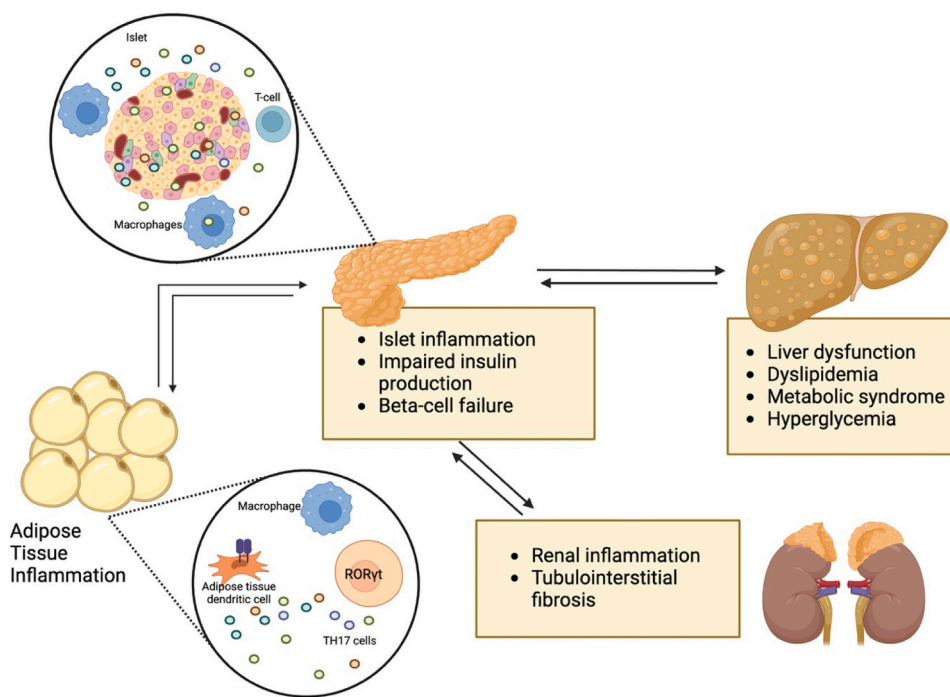 Islet
T-cell
Macrophages
• Islet inflammation
• Impaired insulin
production
• Beta-cell failure
• Liver dysfunction
• Dyslipidemia
• Metabolic syndrome
• Hyperglycemia
Adipose
Tissue
Inflammation
Macrophage
RORγt
Adipose tissue
dendritic cell
TH17 cells
• Renal inflammation
• Tubulointerstitial
fibrosis